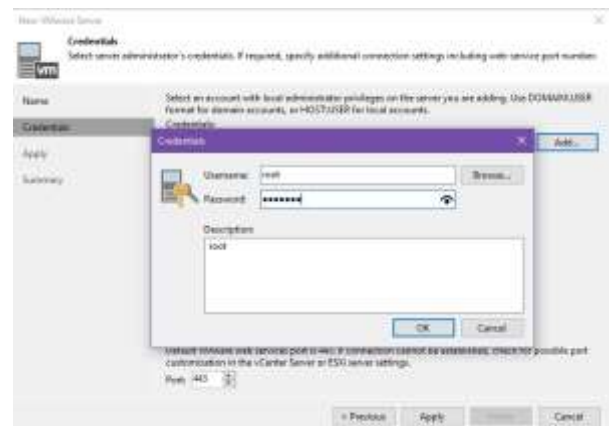 New VMware Server
Credentials
Select server administrator's credentials. If required, specify additional connection settings including web service port number.
vm
Name
Credentials
Apply
Summary
Select an account with local administrator privileges on the server you are adding. Use DOMAIN\USER
format for domain accounts, or HOST\USER for local accounts.
Credentials:
Add...
Credentials
Username: root
Browse...
Password:
Description:
root
OK
Cancel
Default VMware web services port is 443. If connection cannot be established, check for possible port
customization in the vCenter Server or ESXi server settings.
Port: 443
< Previous
Apply
Cancel